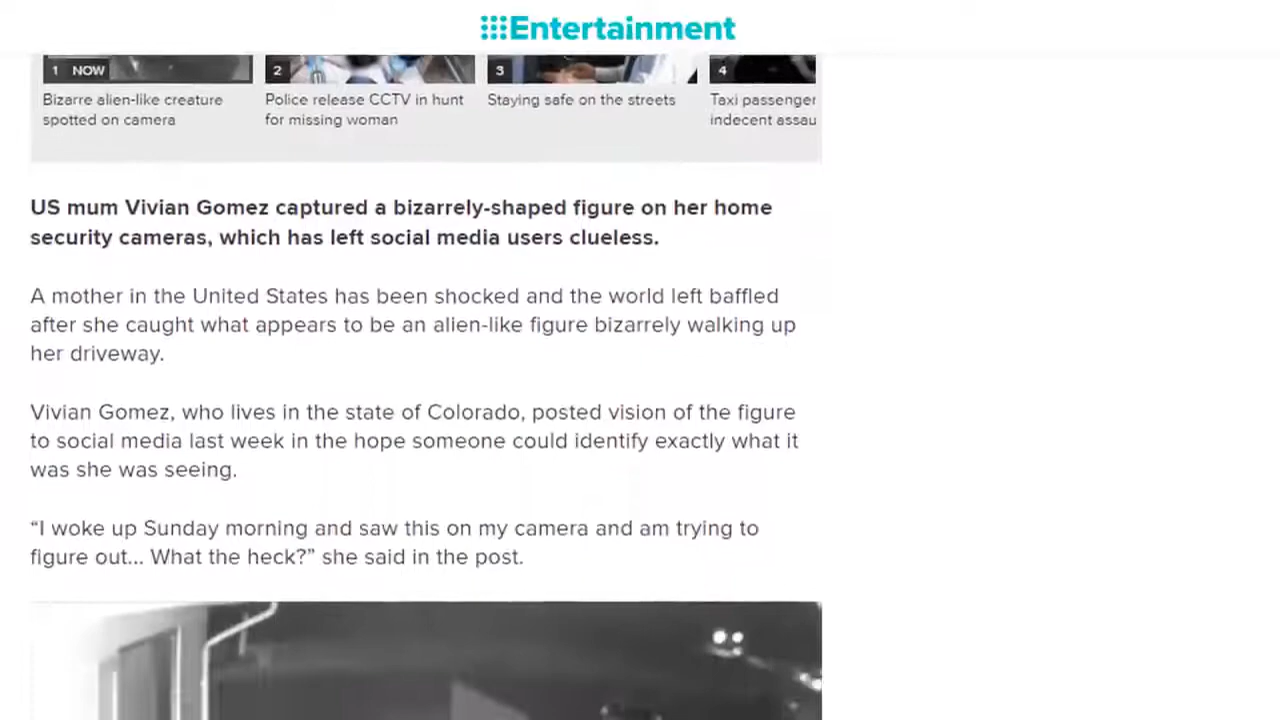 Entertainment
1 NOW
2
3
4
Bizarre alien-like creature
spotted on camera
Police release CCTV in hunt
for missing woman
Staying safe on the streets
Taxi passenger
indecent assau
US mum Vivian Gomez captured a bizarrely-shaped figure on her home
security cameras, which has left social media users clueless.
A mother in the United States has been shocked and the world left baffled
after she caught what appears to be an alien-like figure bizarrely walking up
her driveway.
Vivian Gomez, who lives in the state of Colorado, posted vision of the figure
to social media last week in the hope someone could identify exactly what it
was she was seeing.
“I woke up Sunday morning and saw this on my camera and am trying to
figure out... What the heck?” she said in the post.